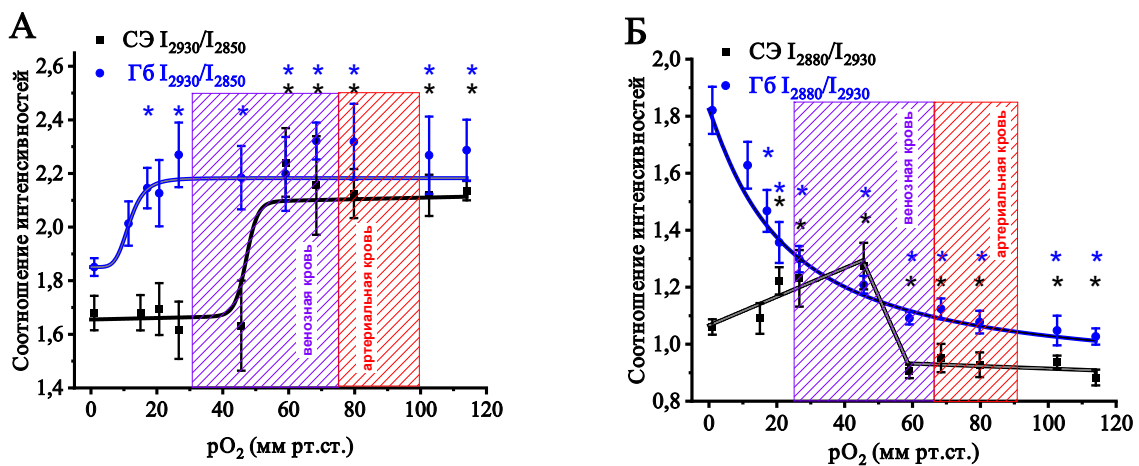 А
СЭ I2930/I2850
Гб I2930/I2850
Соотношение интенсивностей
2,6
2,4
2,2
2,0
1,8
1,6
1,4
* * * * *
* * *
* * * * *
венозная кровь
артериальная кровь
0 20 40 60 80 100 120
pO2 (мм рт.ст.)
Б
СЭ I2880/I2930
Гб I2880/I2930
Соотношение интенсивностей
2,0
1,8
1,6
1,4
1,2
1,0
0,8
*
* * *
* * *
* * * * *
* * * * *
венозная кровь
артериальная кровь
0 20 40 60 80 100 120
pO2 (мм рт.ст.)